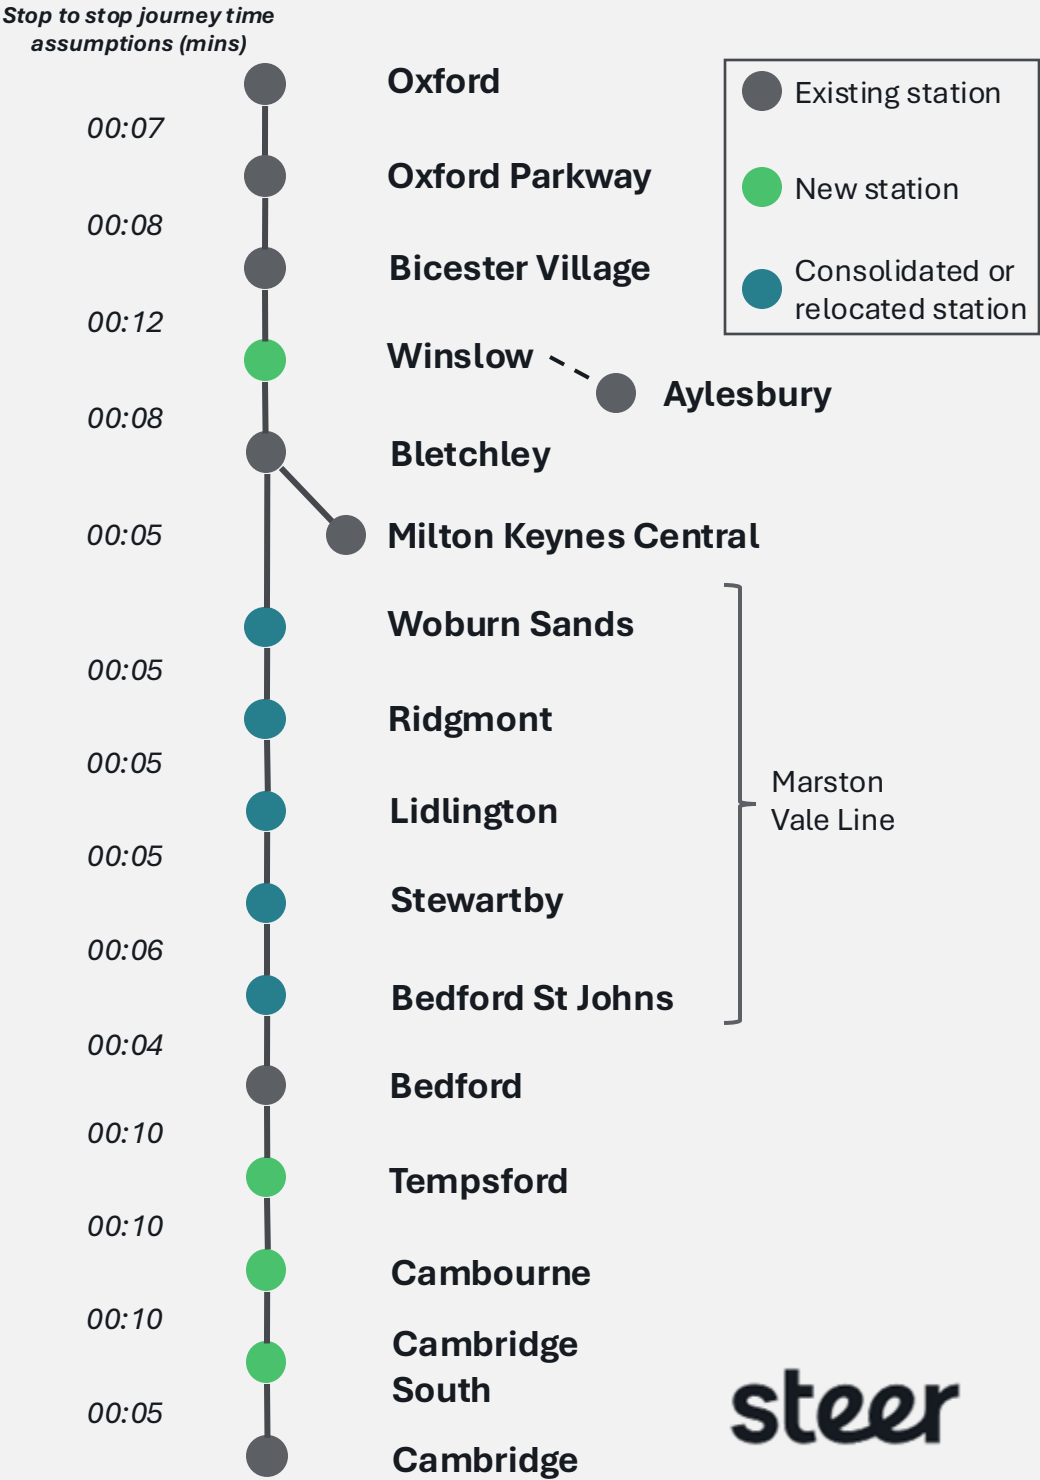 Stop to stop journey time
assumptions (mins)
Oxford
Existing station
00:07
Oxford Parkway
New station
00:08
Bicester Village
Consolidated or
relocated station
00:12
Winslow
Aylesbury
00:08
Bletchley
00:05
Milton Keynes Central
Woburn Sands
00:05
Ridgmont
00:05
Marston
Vale Line
Lidlington
00:05
Stewartby
00:06
Bedford St Johns
00:04
Bedford
00:10
Tempsford
00:10
Cambourne
00:10
Cambridge
South
00:05
Cambridge
steer